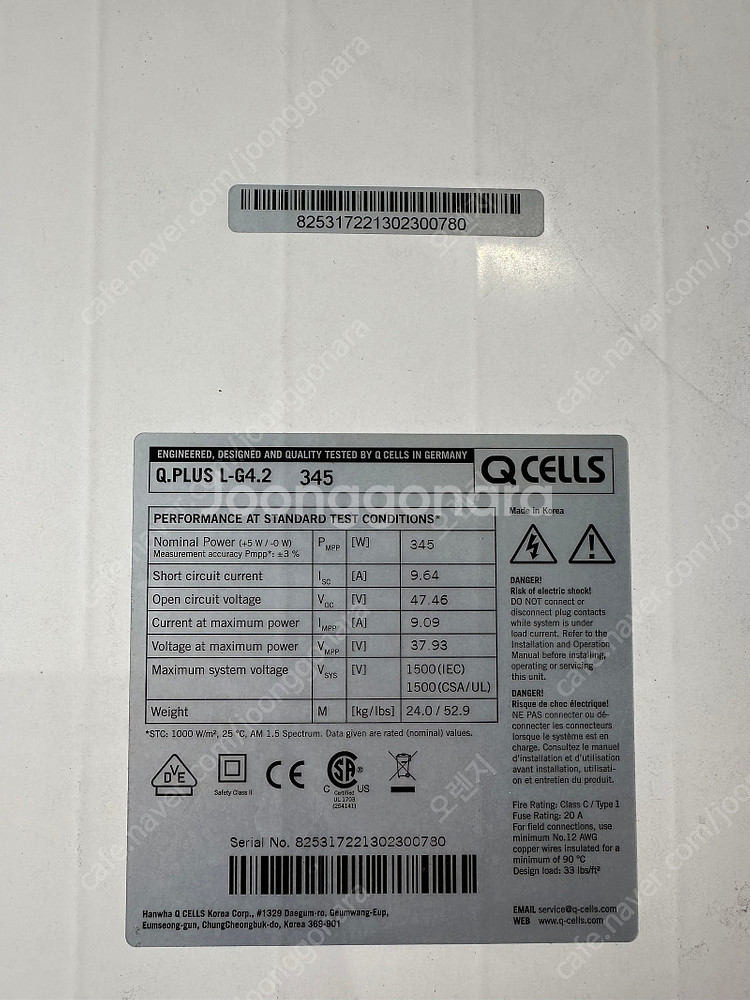 825317221302300780
ENGINEERED, DESIGNED AND QUALITY TESTED BY Q CELLS IN GERMANY
Q.PLUS L-G4.2 345
Q CELLS
Joonggonara
PERFORMANCE AT STANDARD TEST CONDITIONS*
Nominal Power (+5 W / -0 W)
Measurement accuracy Pmpp*: ±3 %
PMPP [W] 345
Short circuit current ISC [A] 9.64
Open circuit voltage VOC [V] 47.46
Current at maximum power IMPP [A] 9.09
Voltage at maximum power VMPP [V] 37.93
Maximum system voltage VSYS [V] 1500(IEC)
1500(CSA/UL)
Weight M [kg/lbs] 24.0 / 52.9
*STC: 1000 W/m², 25 °C, AM 1.5 Spectrum. Data given are rated (nominal) values.
DVE
Safety Class II
CE
SA
C US
Certified
UL 1703
(254141)
Serial No. 825317221302300780
Hanwha Q CELLS Korea Corp., #1329 Daegum-ro, Geumwang-Eup,
Eumseong-gun, ChungCheongbuk-do, Korea 369-901
Made in Korea
DANGER!
Risk of electric shock!
DO NOT connect or
disconnect plug contacts
while system is under
load current. Refer to the
Installation and Operation
Manual before installing,
operating or servicing
this unit.
DANGER!
Risque de choc électrique!
NE PAS connecter ou dé-
connecter les connecteurs
lorsque le système est en
charge. Consultez le manuel
d'installation et d'utilisation
avant installation, utilisati-
on et entretien du produit.
Fire Rating: Class C / Type 1
Fuse Rating: 20 A
For field connections, use
minimum No.12 AWG
copper wires insulated for a
minimum of 90 °C
Design load: 33 lbs/ft²
EMAIL service@q-cells.com
WEB www.q-cells.com
cafe.naver.com/joonggonara
오렌지